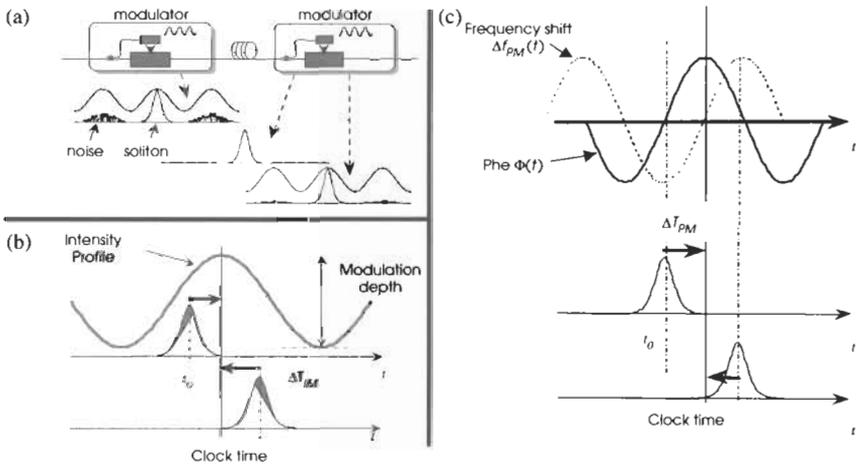 (a)
modulator
modulator
noise
soliton
(b)
Intensity
Profile
Modulation
depth
t₀
t
ΔT_IM
t
Clock time
(c)
Frequency shift
Δf_PM(t)
t
Phe Φ(t)
ΔT_PM
t₀
t
Clock time
t